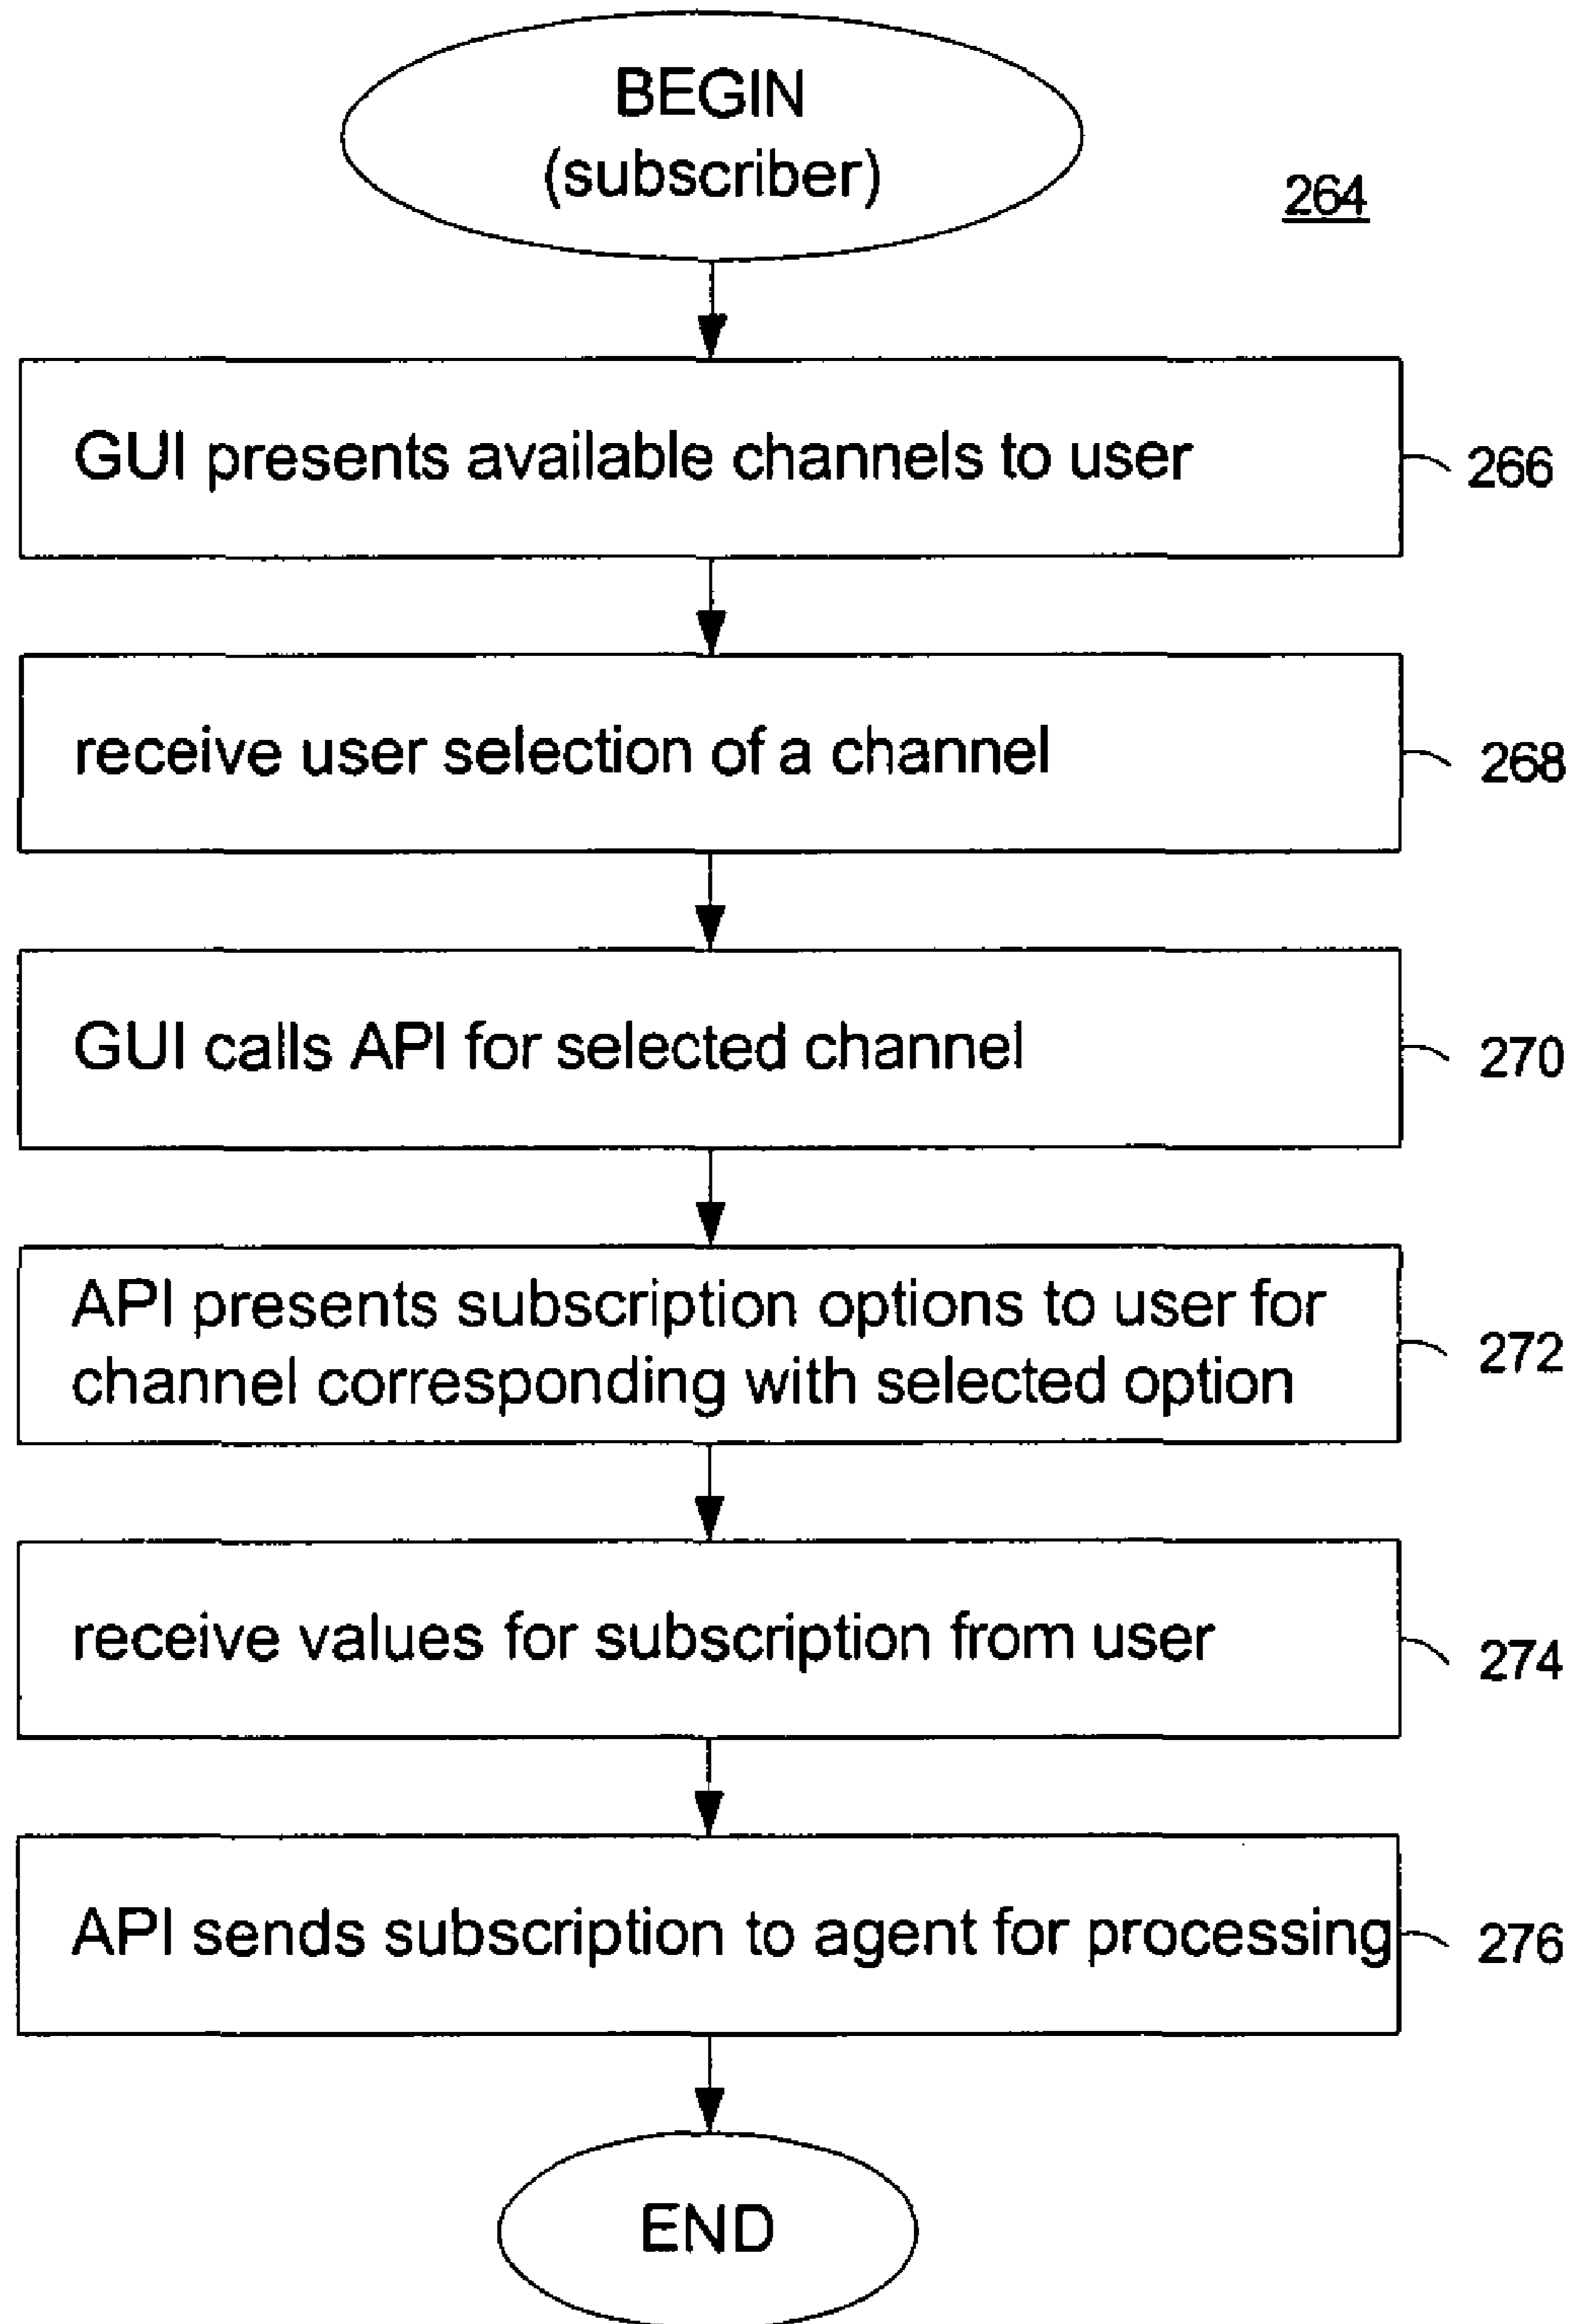 BEGIN
(subscriber)
264
GUI presents available channels to user
266
receive user selection of a channel
268
GUI calls API for selected channel
270
API presents subscription options to user for
channel corresponding with selected option
272
receive values for subscription from user
274
API sends subscription to agent for processing
276
END